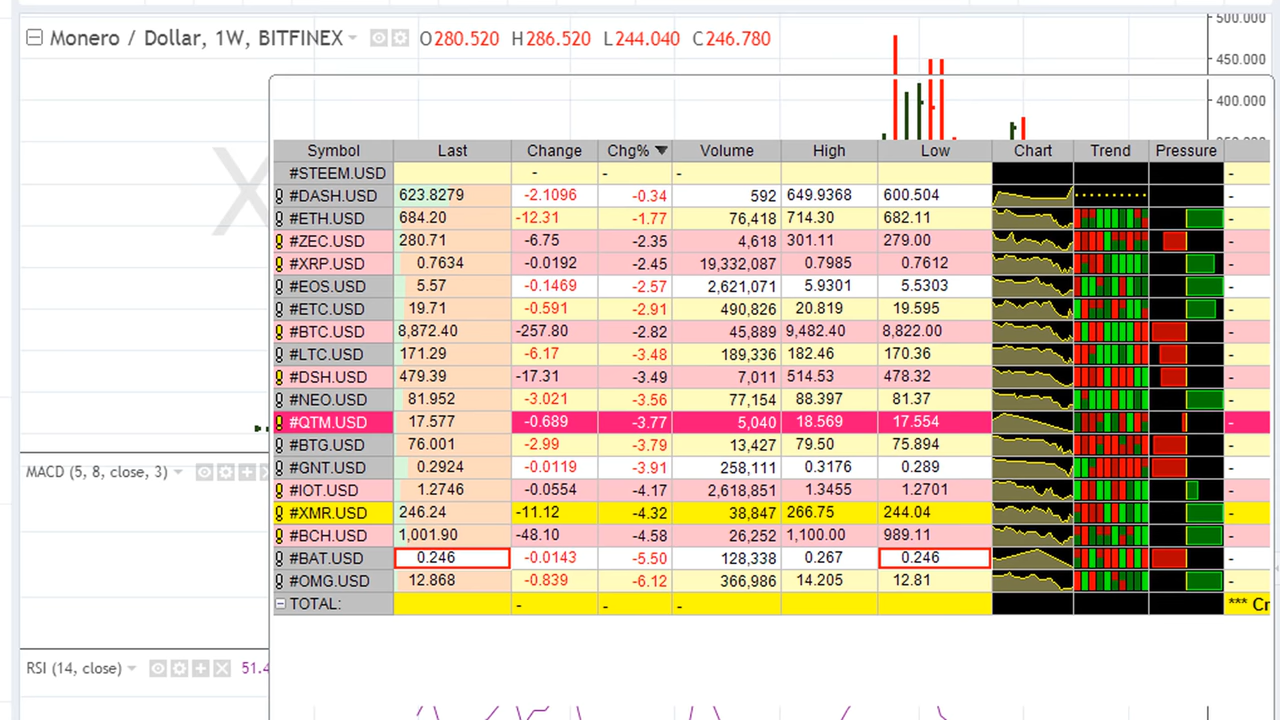 500.000
Monero / Dollar, 1W, BITFINEX O280.520 H286.520 L244.040 C246.780
450.000
400.000
Symbol Last Change Chg% Volume High Low Chart Trend Pressure
#STEEM.USD - - - -
#DASH.USD 623.8279 -2.1096 -0.34 592 649.9368 600.504 -
#ETH.USD 684.20 -12.31 -1.77 76,418 714.30 682.11 -
#ZEC.USD 280.71 -6.75 -2.35 4,618 301.11 279.00 -
#XRP.USD 0.7634 -0.0192 -2.45 19,332,087 0.7985 0.7612 -
#EOS.USD 5.57 -0.1469 -2.57 2,621,071 5.9301 5.5303 -
#ETC.USD 19.71 -0.591 -2.91 490,826 20.819 19.595 -
#BTC.USD 8,872.40 -257.80 -2.82 45,889 9,482.40 8,822.00 -
#LTC.USD 171.29 -6.17 -3.48 189,336 182.46 170.36 -
#DSH.USD 479.39 -17.31 -3.49 7,011 514.53 478.32 -
#NEO.USD 81.952 -3.021 -3.56 77,154 88.397 81.37 -
#QTM.USD 17.577 -0.689 -3.77 5,040 18.569 17.554 -
#BTG.USD 76.001 -2.99 -3.79 13,427 79.50 75.894 -
#GNT.USD 0.2924 -0.0119 -3.91 258,111 0.3176 0.289 -
#IOT.USD 1.2746 -0.0554 -4.17 2,618,851 1.3455 1.2701 -
#XMR.USD 246.24 -11.12 -4.32 38,847 266.75 244.04 -
#BCH.USD 1,001.90 -48.10 -4.58 26,252 1,100.00 989.11 -
#BAT.USD 0.246 -0.0143 -5.50 128,338 0.267 0.246 -
#OMG.USD 12.868 -0.839 -6.12 366,986 14.205 12.81 -
TOTAL: - - - *** Cr
MACD (5, 8, close, 3)
RSI (14, close) 51.4